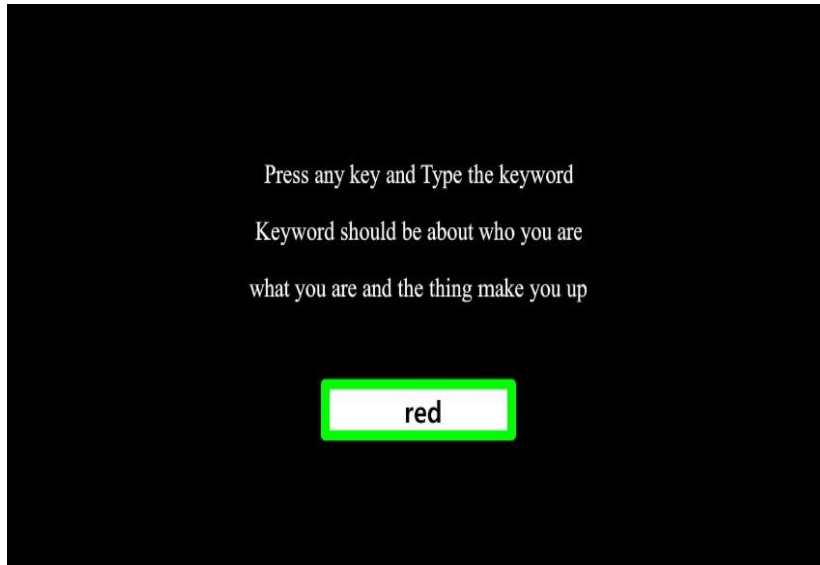 Press any key and Type the keyword
Keyword should be about who you are
what you are and the thing make you up
red